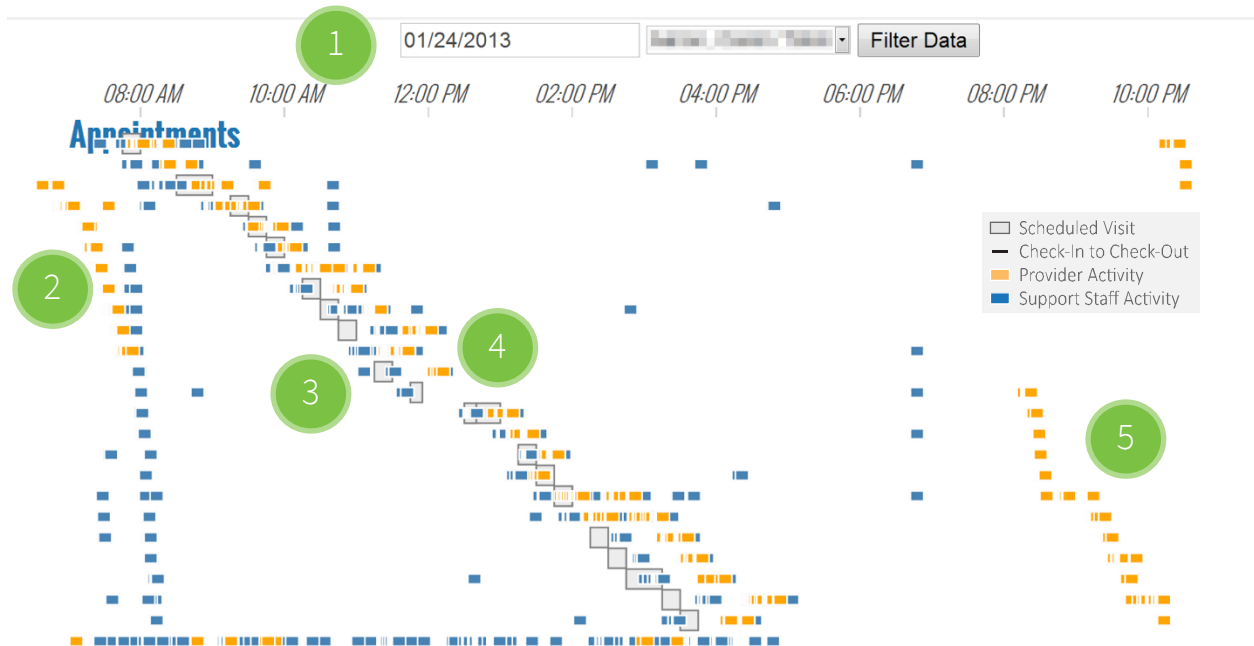 1
01/24/2013 Filter Data
08:00 AM 10:00 AM 12:00 PM 02:00 PM 04:00 PM 06:00 PM 08:00 PM 10:00 PM
Appointments
Scheduled Visit
Check-In to Check-Out
Provider Activity
Support Staff Activity
2
4
3
5